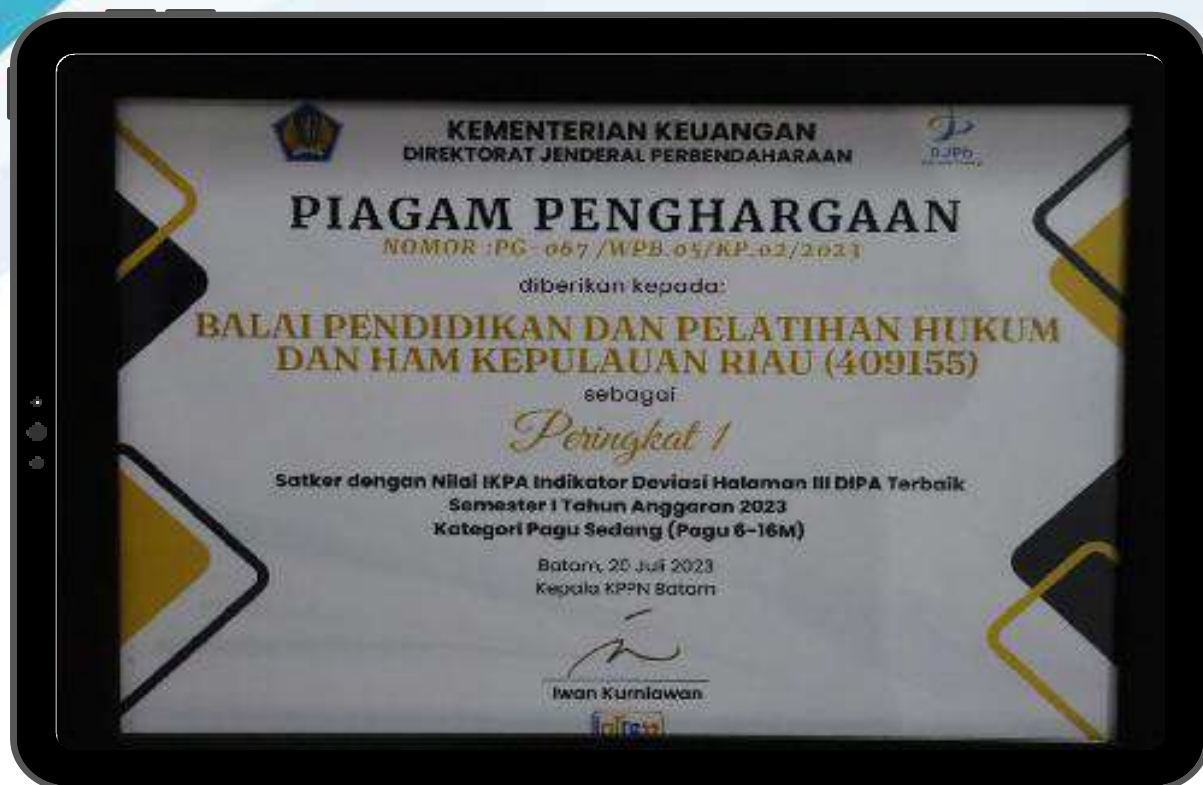 KEMENTERIAN KEUANGAN
DIREKTORAT JENDERAL PERBENDAHARAAN
DJPb
PIAGAM PENGHARGAAN
NOMOR :PG-067/WPB.05/KP.02/2023
diberikan kepada:
BALAI PENDIDIKAN DAN PELATIHAN HUKUM
DAN HAM KEPULAUAN RIAU (409155)
sebagai
Peringkat 1
Satker dengan Nilai IKPA Indikator Deviasi Halaman III DIPA Terbaik
Semester I Tahun Anggaran 2023
Kategori Pagu Sedang (Pagu 6-16M)
Batam, 20 Juli 2023
Kepala KPPN Batam
Iwan Kurniawan